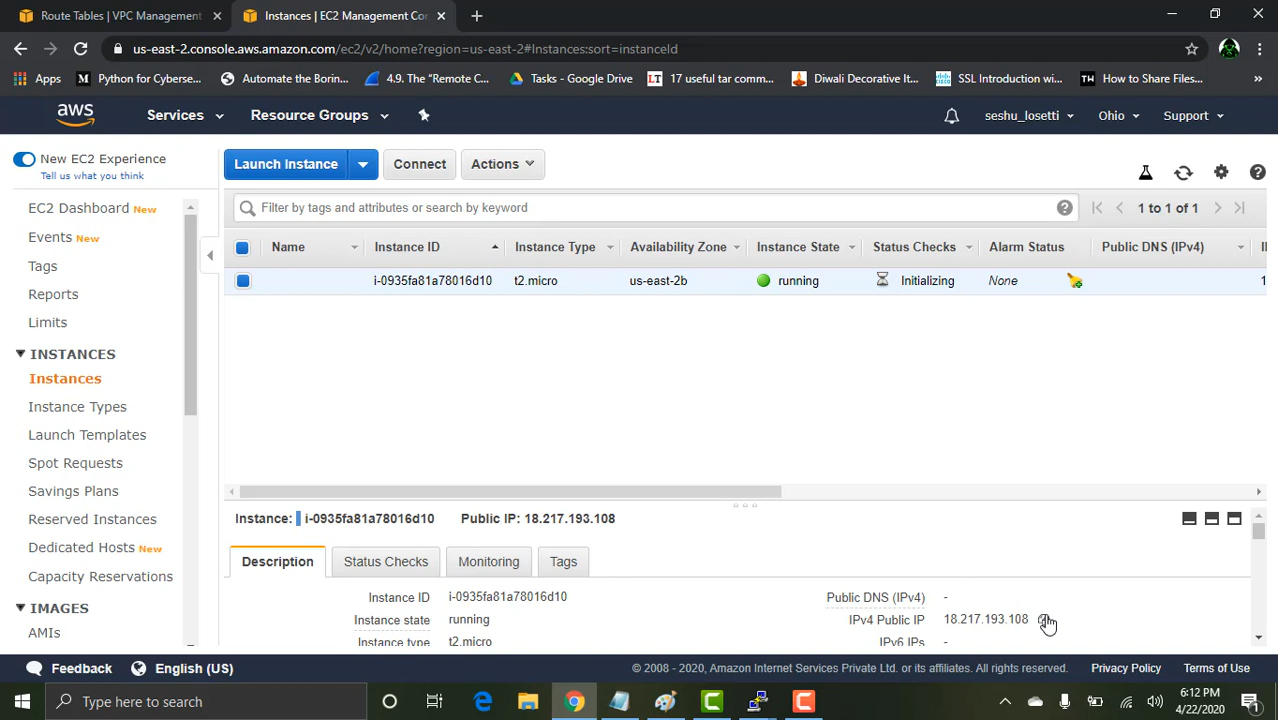 Route Tables | VPC Management
Instances | EC2 Management Con
us-east-2.console.aws.amazon.com/ec2/v2/home?region=us-east-2#Instances:sort=instanceId
Apps
Python for Cyberse...
Automate the Borin...
4.9. The “Remote C...
Tasks - Google Drive
LT 17 useful tar comm...
Diwali Decorative It...
SSL Introduction wi...
TW How to Share Files...
»
aws
Services
Resource Groups
seshu_losetti
Ohio
Support
New EC2 Experience
Tell us what you think
Launch Instance
Connect
Actions
EC2 Dashboard New
Events New
Tags
Reports
Limits
INSTANCES
Instances
Instance Types
Launch Templates
Spot Requests
Savings Plans
Reserved Instances
Dedicated Hosts New
Capacity Reservations
IMAGES
AMIs
Filter by tags and attributes or search by keyword
1 to 1 of 1
Name Instance ID Instance Type Availability Zone Instance State Status Checks Alarm Status Public DNS (IPv4)
i-0935fa81a78016d10 t2.micro us-east-2b running Initializing None 1
Instance: i-0935fa81a78016d10 Public IP: 18.217.193.108
Description
Status Checks
Monitoring
Tags
Instance ID i-0935fa81a78016d10 Public DNS (IPv4) -
Instance state running IPv4 Public IP 18.217.193.108
Instance type t2.micro IPv6 IPs -
Feedback
English (US)
© 2008 - 2020, Amazon Internet Services Private Ltd. or its affiliates. All rights reserved.
Privacy Policy
Terms of Use
Type here to search
6:12 PM
4/22/2020
1